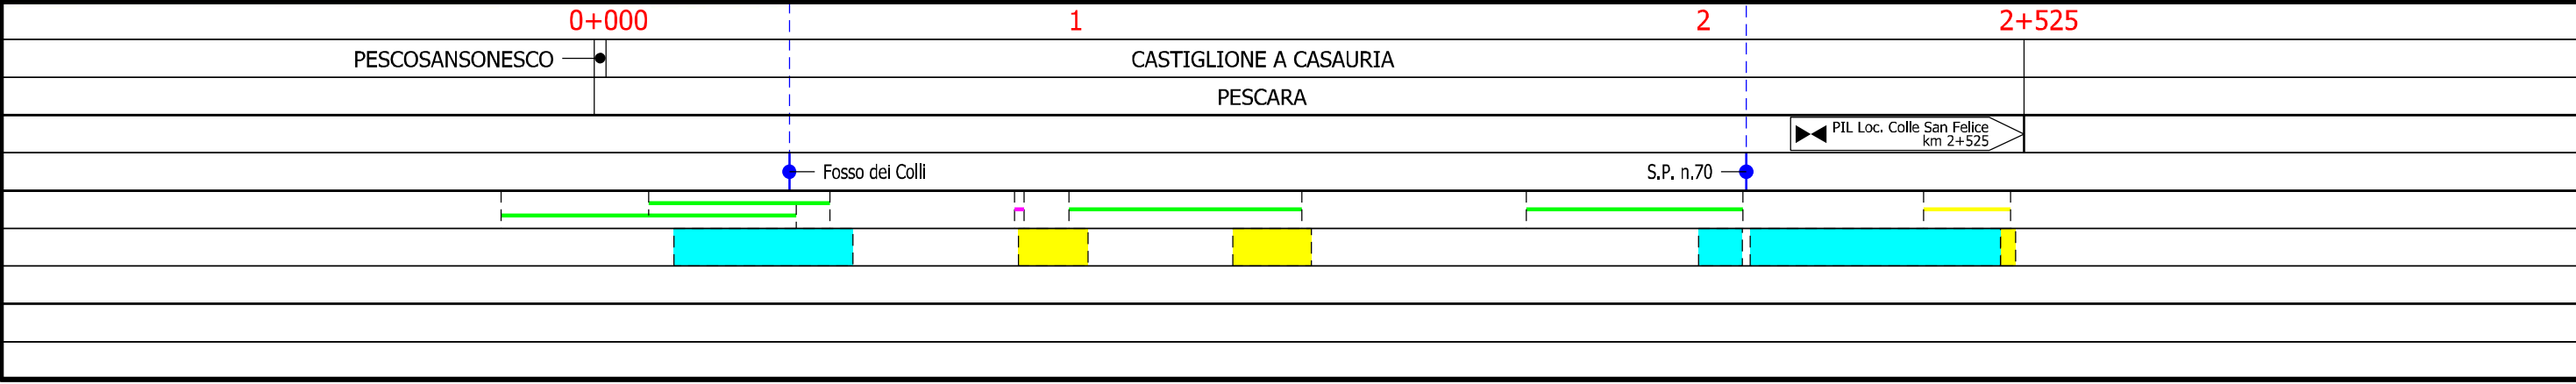 0+000 1 2 2+525
PESCOSANSONESCO CASTIGLIONE A CASAURIA
PESCARA
PIL Loc. Colle San Felice
km 2+525
Fosso dei Colli S.P. n.70